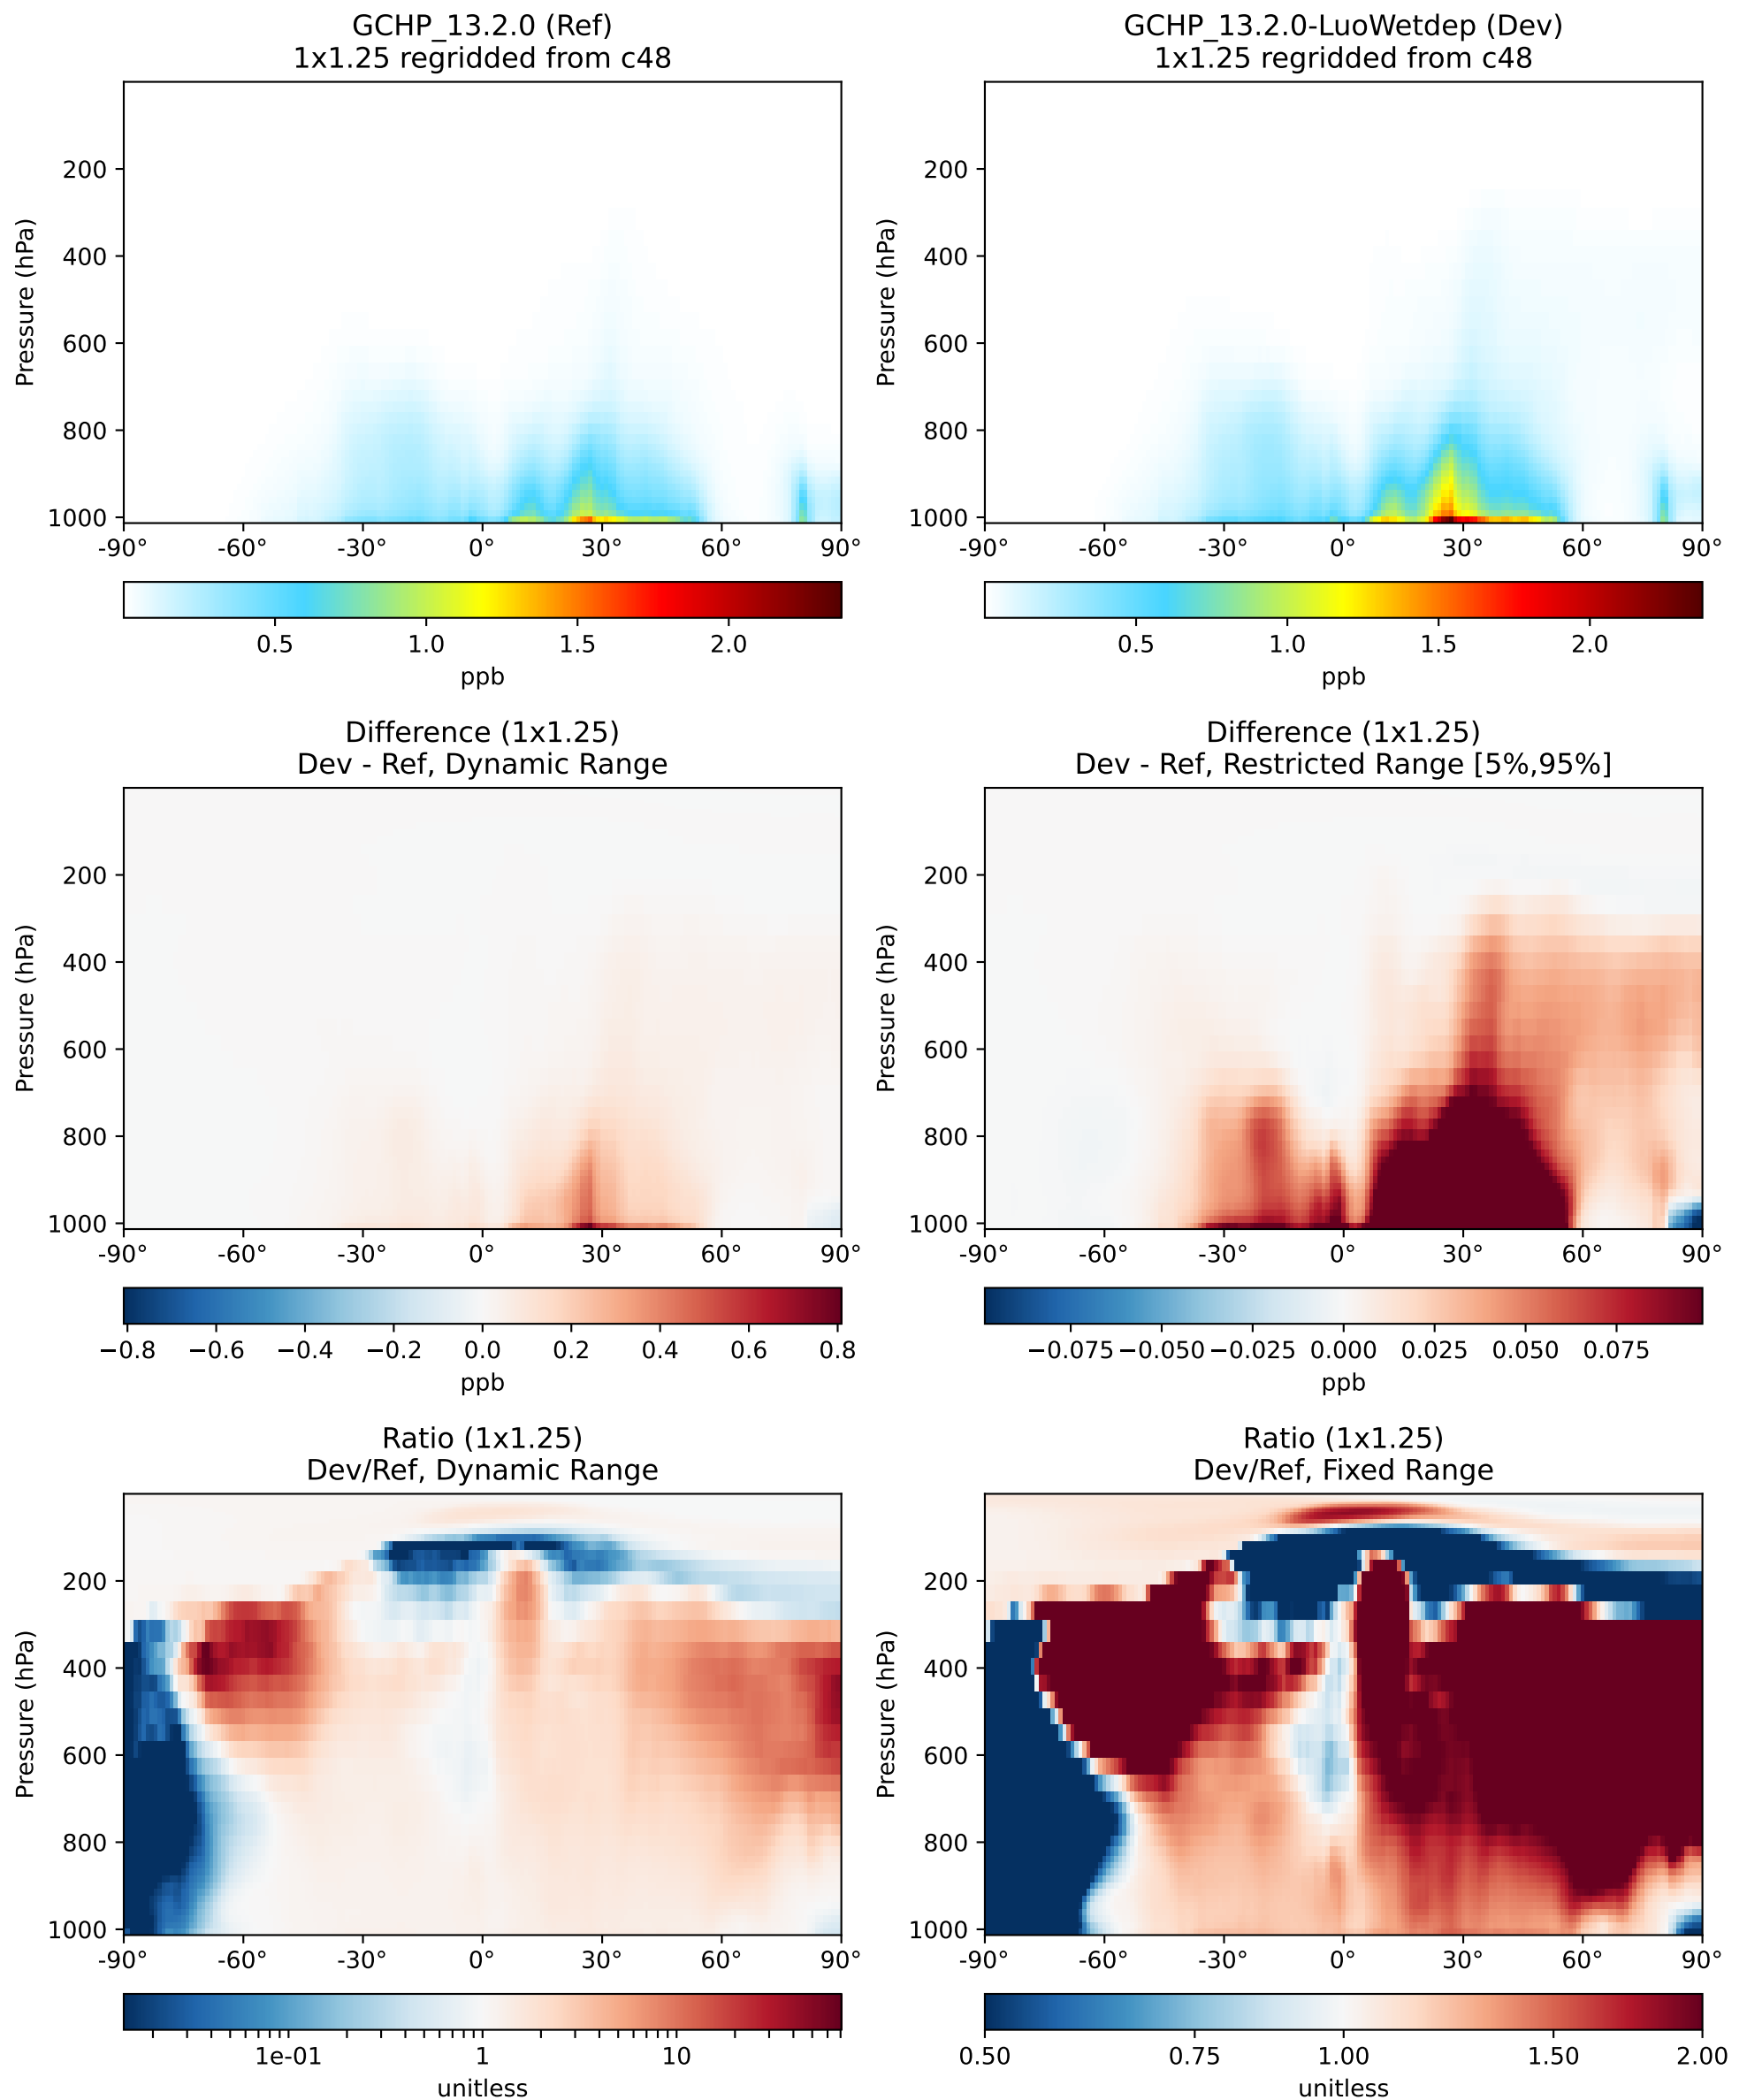 GCHP_13.2.0 (Ref)
1x1.25 regridded from c48
Pressure (hPa)
200
400
600
800
1000
-90° -60° -30° 0° 30° 60° 90°
0.5 1.0 1.5 2.0
ppb
GCHP_13.2.0-LuoWetdep (Dev)
1x1.25 regridded from c48
Pressure (hPa)
200
400
600
800
1000
-90° -60° -30° 0° 30° 60° 90°
0.5 1.0 1.5 2.0
ppb
Difference (1x1.25)
Dev - Ref, Dynamic Range
Pressure (hPa)
200
400
600
800
1000
-90° -60° -30° 0° 30° 60° 90°
−0.8 −0.6 −0.4 −0.2 0.0 0.2 0.4 0.6 0.8
ppb
Difference (1x1.25)
Dev - Ref, Restricted Range [5%,95%]
Pressure (hPa)
200
400
600
800
1000
-90° -60° -30° 0° 30° 60° 90°
−0.075 −0.050 −0.025 0.000 0.025 0.050 0.075
ppb
Ratio (1x1.25)
Dev/Ref, Dynamic Range
Pressure (hPa)
200
400
600
800
1000
-90° -60° -30° 0° 30° 60° 90°
1e-01 1 10
unitless
Ratio (1x1.25)
Dev/Ref, Fixed Range
Pressure (hPa)
200
400
600
800
1000
-90° -60° -30° 0° 30° 60° 90°
0.50 0.75 1.00 1.50 2.00
unitless